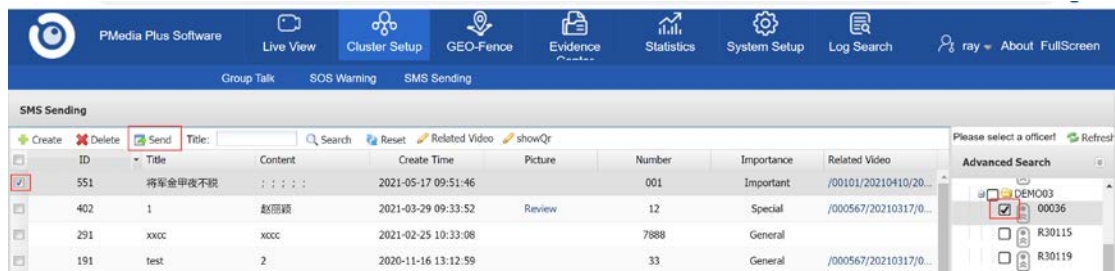 PMedia Plus Software
Live View Cluster Setup GEO-Fence Evidence Statistics System Setup Log Search ray About FullScreen
Group Talk SOS Warning SMS Sending
SMS Sending
Create Delete Send Title: Search Reset Related Video showQr Please select a officer! Refresh
ID Title Content Create Time Picture Number Importance Related Video Advanced Search
DEMO03
551 将军金甲夜不脱 : : : : : 2021-05-17 09:51:46 001 Important /00101/20210410/20...
00036
402 1 赵丽颖 2021-03-29 09:33:52 Review 12 Special /000567/20210317/0...
291 xxcc xccc 2021-02-25 10:33:08 7888 General R30115
191 test 2 2020-11-16 13:12:59 33 General /000567/20210317/0... R30119